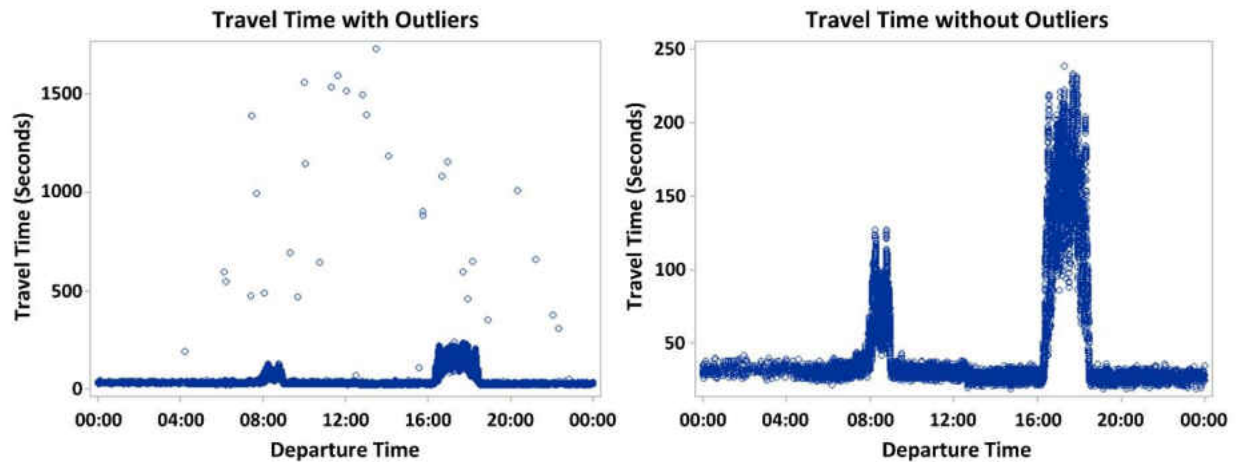 Travel Time with Outliers
Travel Time (Seconds)
1500
1000
500
0
00:00 04:00 08:00 12:00 16:00 20:00 00:00
Departure Time
Travel Time without Outliers
Travel Time (Seconds)
250
200
150
100
50
00:00 04:00 08:00 12:00 16:00 20:00 00:00
Departure Time